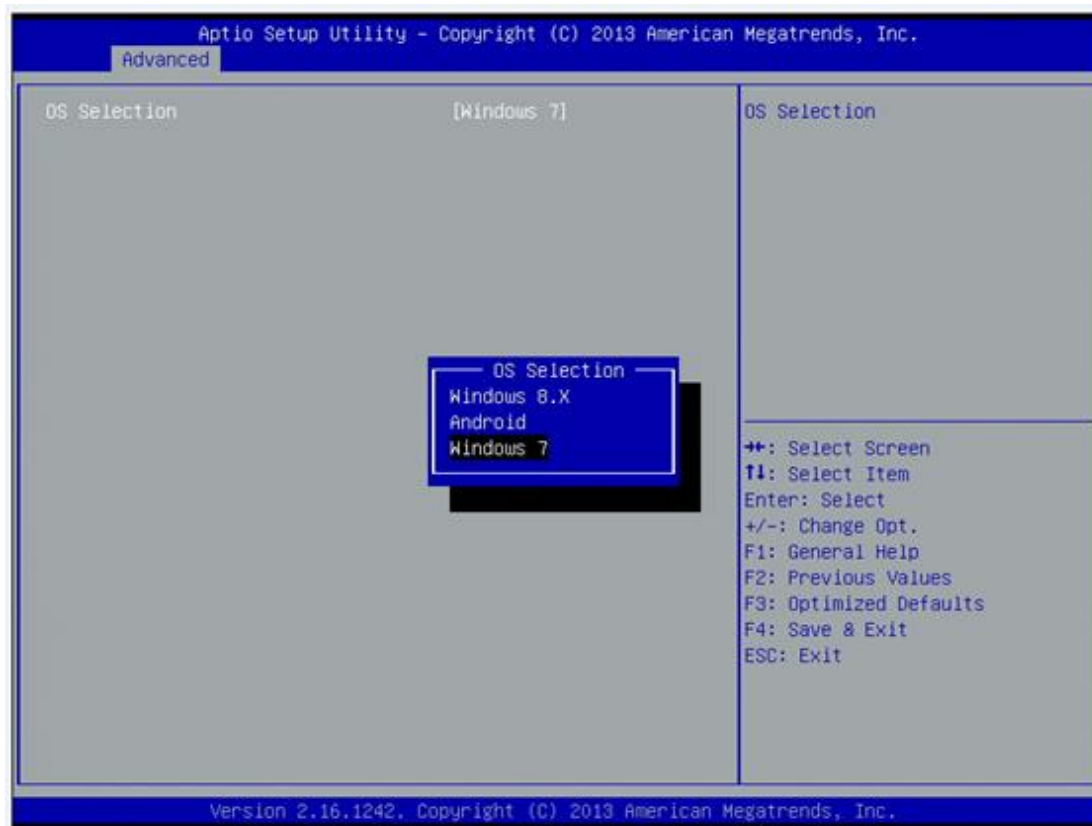 Aptio Setup Utility – Copyright (C) 2013 American Megatrends, Inc.
Advanced
OS Selection [Windows 7]
OS Selection
OS Selection
Windows 8.X
Android
Windows 7
→←: Select Screen
↑↓: Select Item
Enter: Select
+/-: Change Opt.
F1: General Help
F2: Previous Values
F3: Optimized Defaults
F4: Save & Exit
ESC: Exit
Version 2.16.1242. Copyright (C) 2013 American Megatrends, Inc.